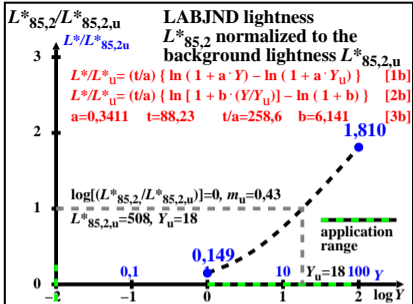 L*85,2/L*85,2,u
L*/L*85,2u
LABJND lightness
L*85,2 normalized to the
background lightness L*85,2,u
L*/L*u= (t/a) { ln ( 1 + a · Y) − ln ( 1 + a · Yu ) } [1b]
L*/L*u= (t/a) { ln [ 1 + b · (Y/Yu)] − ln ( 1 + b) } [2b]
a=0,3411 t=88,23 t/a=258,6 b=6,141 [3b]
3
2
1
0
1,810
log[(L*85,2,/L*85,2,u)]=0, mu=0,43
L*85,2,u=508, Yu=18
0,149
application
range
0,1 10 Yu=18 100 Y
−2 −1 0 1 2 log Y